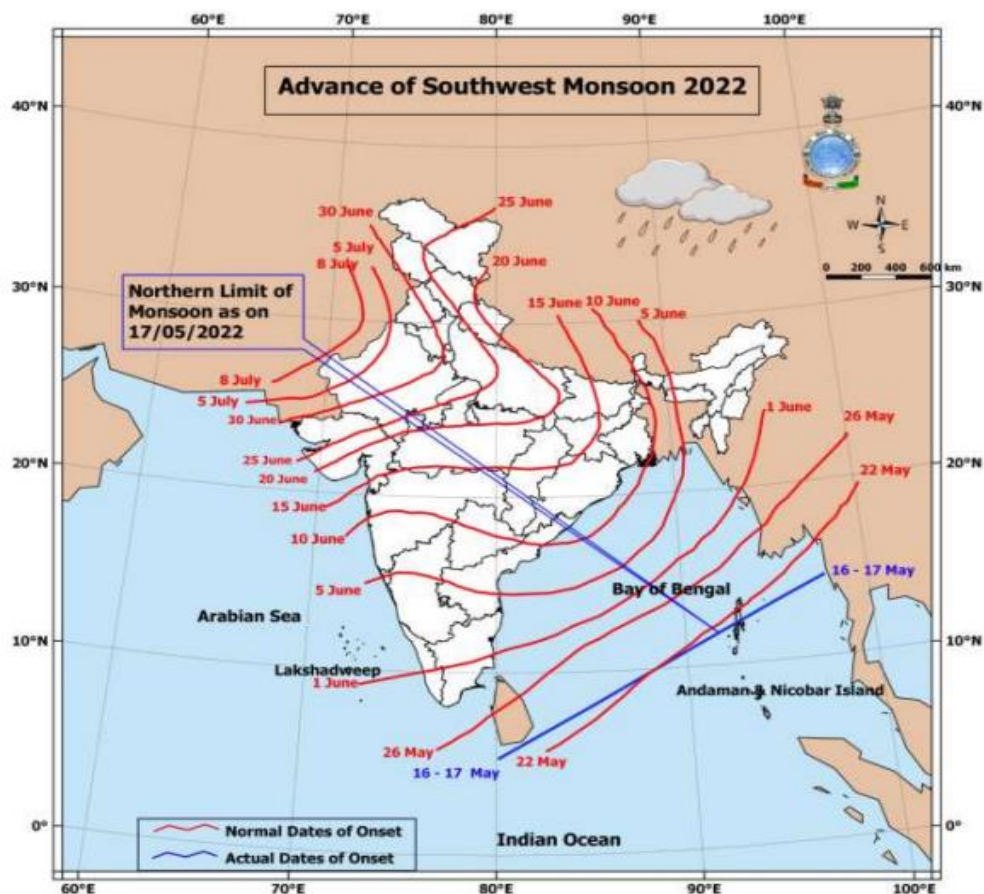 60°E 70°E 80°E 90°E 100°E
Advance of Southwest Monsoon 2022
40°N 40°N
25 June
30 June
N
W E
S
5 July
20 June
8 July
0 200 400 600 km
30°N 30°N
Northern Limit of
Monsoon as on
17/05/2022
15 June 10 June
5 June
8 July
5 July
1 June
26 May
30 June
25 June
20°N 20°N
22 May
20 June
15 June
10 June
16 - 17 May
5 June
Bay of Bengal
Arabian Sea
10°N 10°N
Lakshadweep
1 June
Andaman & Nicobar Island
26 May
22 May
16 - 17 May
0° 0°
Normal Dates of Onset
Actual Dates of Onset
Indian Ocean
60°E 70°E 80°E 90°E 100°E